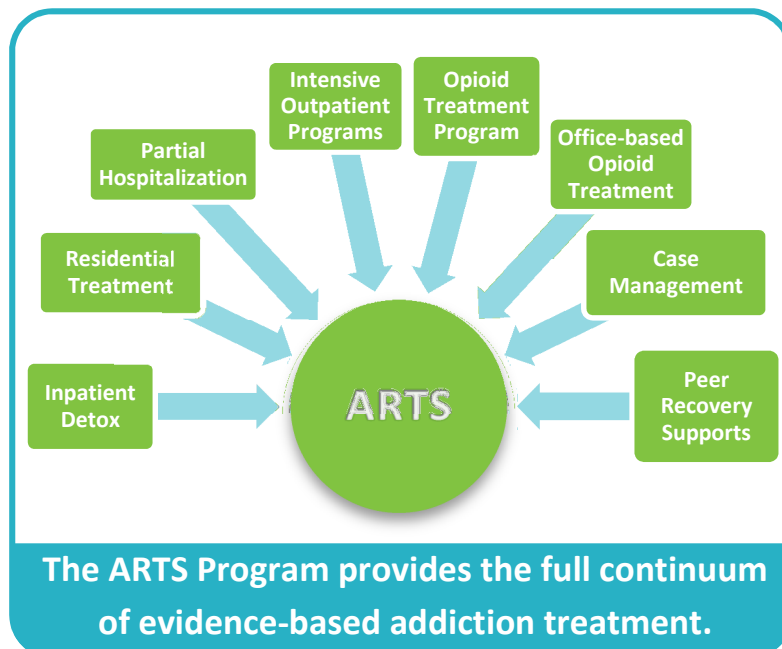 Inpatient
Detox
Residential
Treatment
Partial
Hospitalization
Intensive
Outpatient
Programs
Opioid
Treatment
Program
Office-based
Opioid
Treatment
Case
Management
Peer
Recovery
Supports
ARTS
The ARTS Program provides the full continuum
of evidence-based addiction treatment.